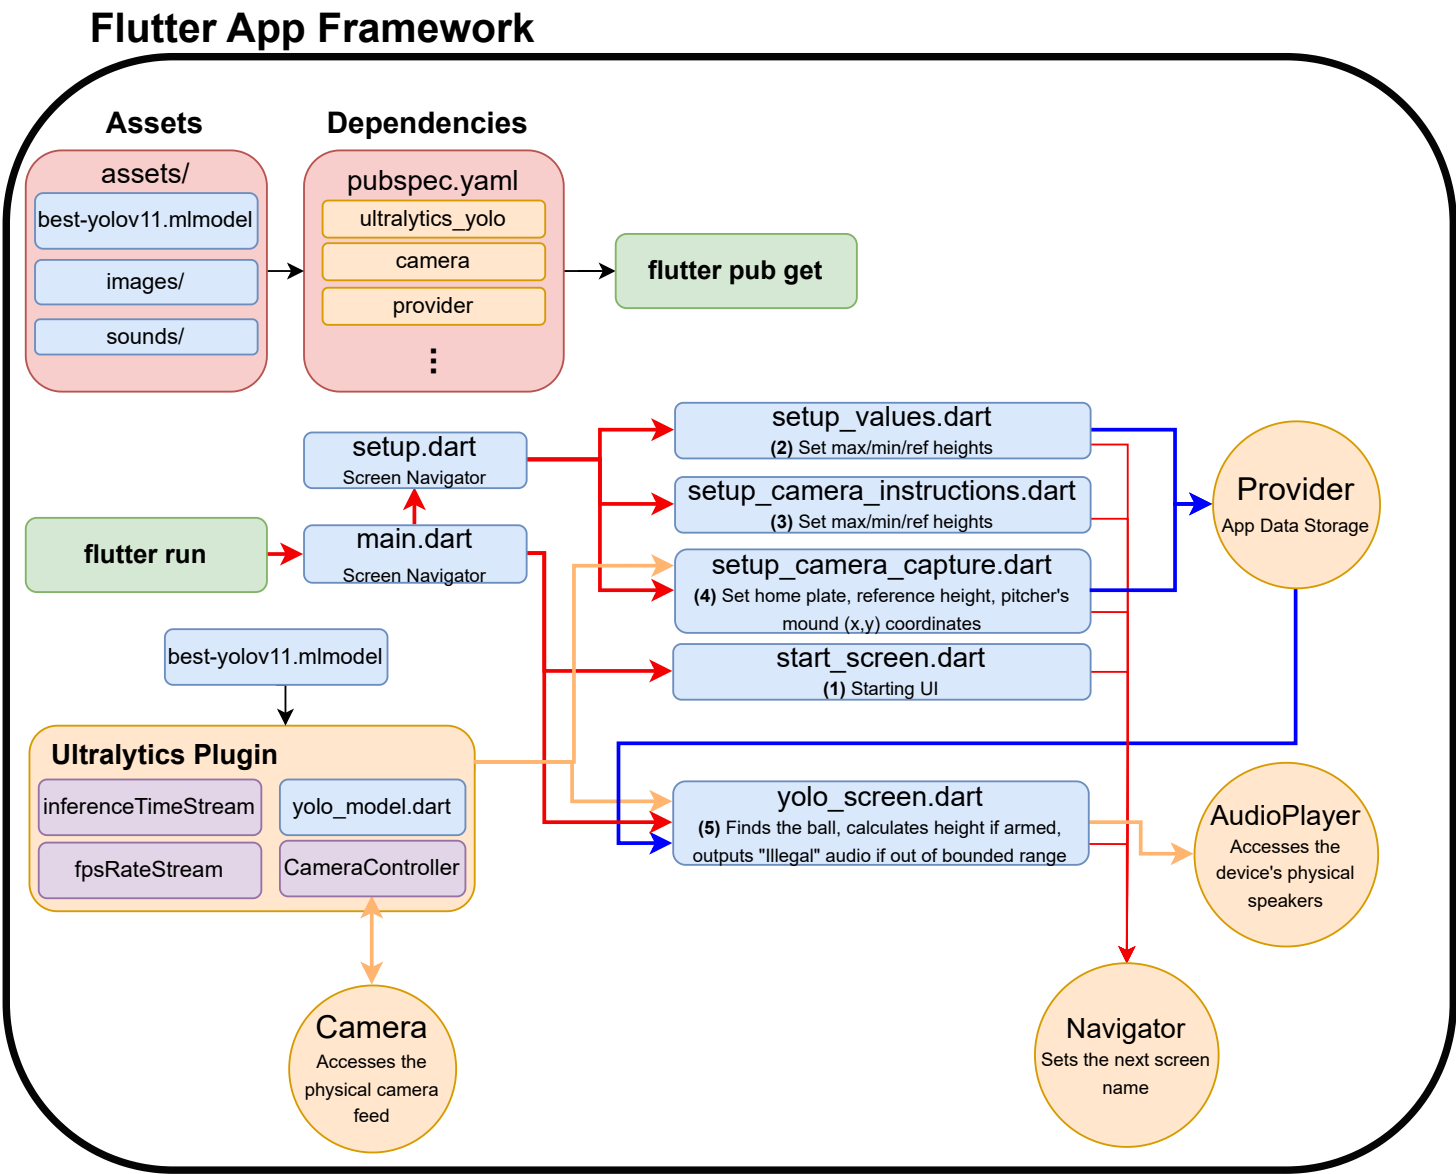 Flutter App Framework
Assets
Dependencies
assets/
best-yolov11.mlmodel
images/
sounds/
pubspec.yaml
ultralytics_yolo
camera
provider
flutter pub get
setup.dart
Screen Navigator
main.dart
Screen Navigator
flutter run
setup_values.dart
(2) Set max/min/ref heights
setup_camera_instructions.dart
(3) Set max/min/ref heights
setup_camera_capture.dart
(4) Set home plate, reference height, pitcher's
mound (x,y) coordinates
start_screen.dart
(1) Starting UI
Provider
App Data Storage
best-yolov11.mlmodel
Ultralytics Plugin
inferenceTimeStream
yolo_model.dart
fpsRateStream
CameraController
yolo_screen.dart
(5) Finds the ball, calculates height if armed,
outputs "Illegal" audio if out of bounded range
AudioPlayer
Accesses the
device's physical
speakers
Camera
Accesses the
physical camera
feed
Navigator
Sets the next screen
name